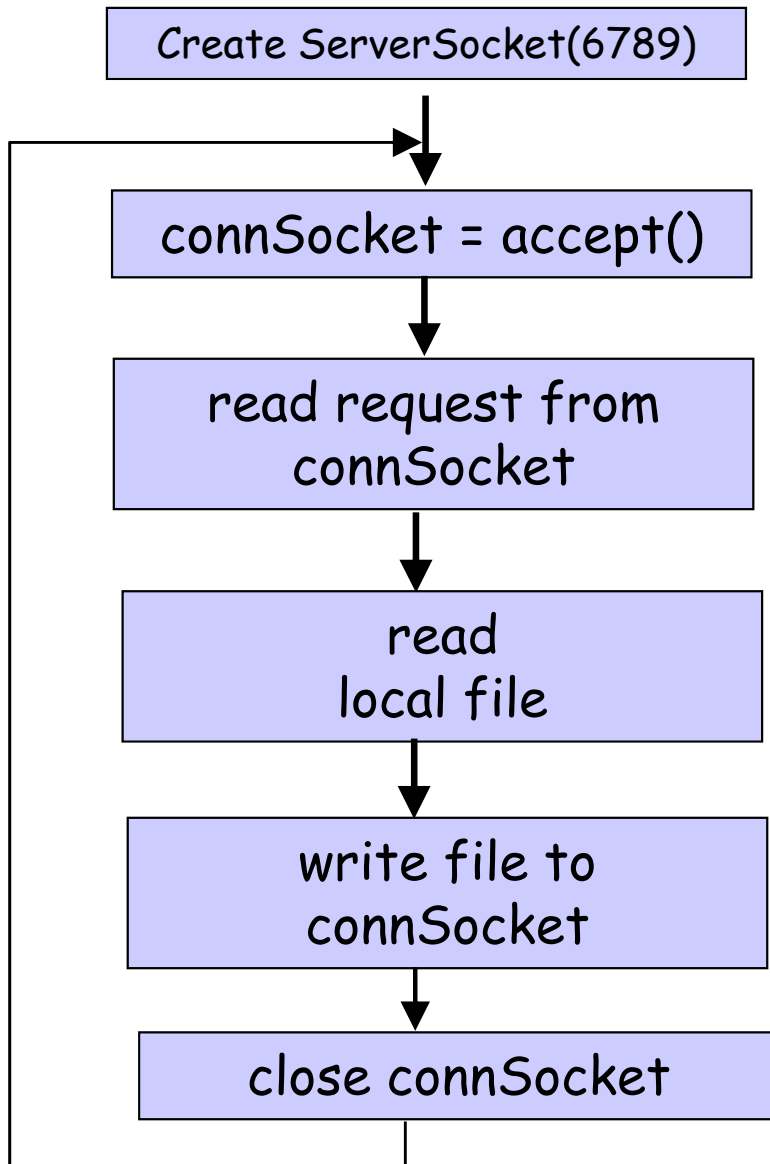 Create ServerSocket(6789)
connSocket = accept()
read request from
connSocket
read
local file
write file to
connSocket
close connSocket